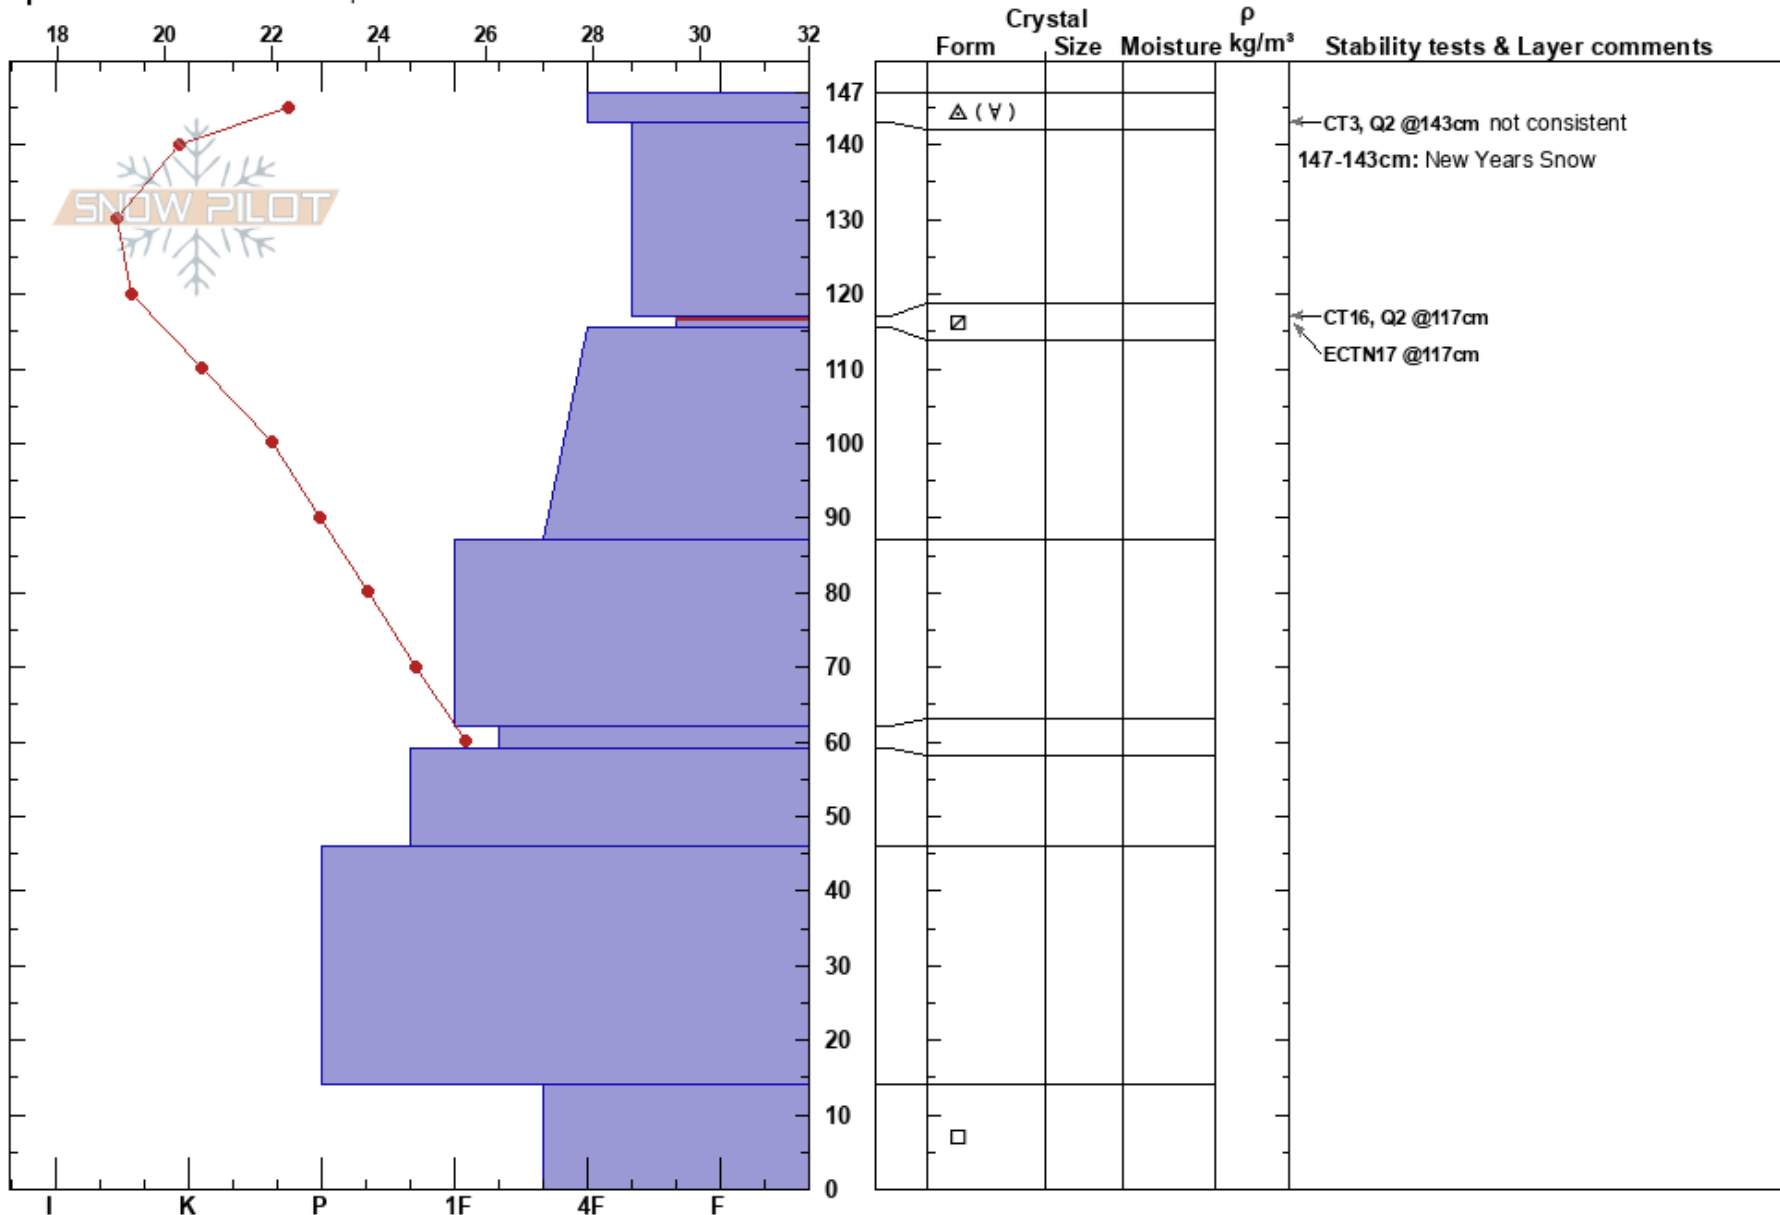 Crystal ρ
18 20 22 24 26 28 30 32 Form Size Moisture kg/m³ Stability tests & Layer comments
147
CT3, Q2 @143cm not consistent
140
147-143cm: New Years Snow
SNOW PILOT
130
120
CT16, Q2 @117cm
ECTN17 @117cm
110
100
90
80
70
60
50
40
30
20
10
0
I K P 1F 4F F